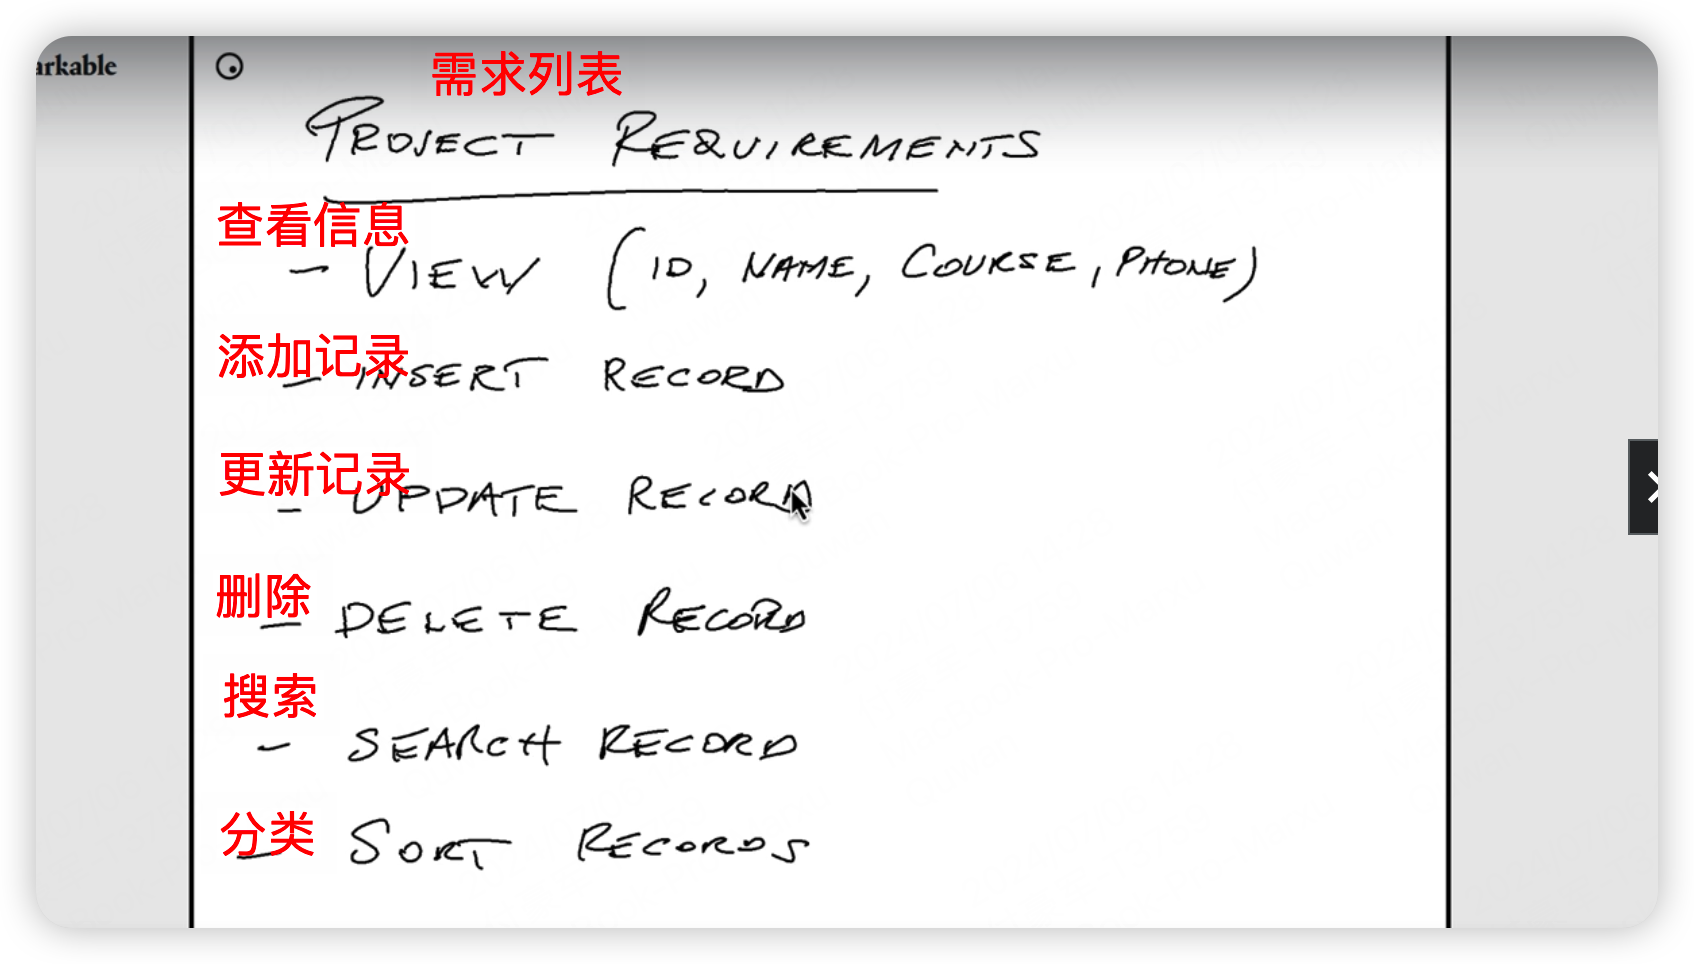 arkable
需求列表
PROJECT REQUIREMENTS
查看信息
- VIEW (ID, NAME, COURSE, PHONE)
添加记录
- INSERT RECORD
更新记录
- UPDATE RECORD
删除
- DELETE RECORD
搜索
- SEARCH RECORD
分类
- SORT RECORDS